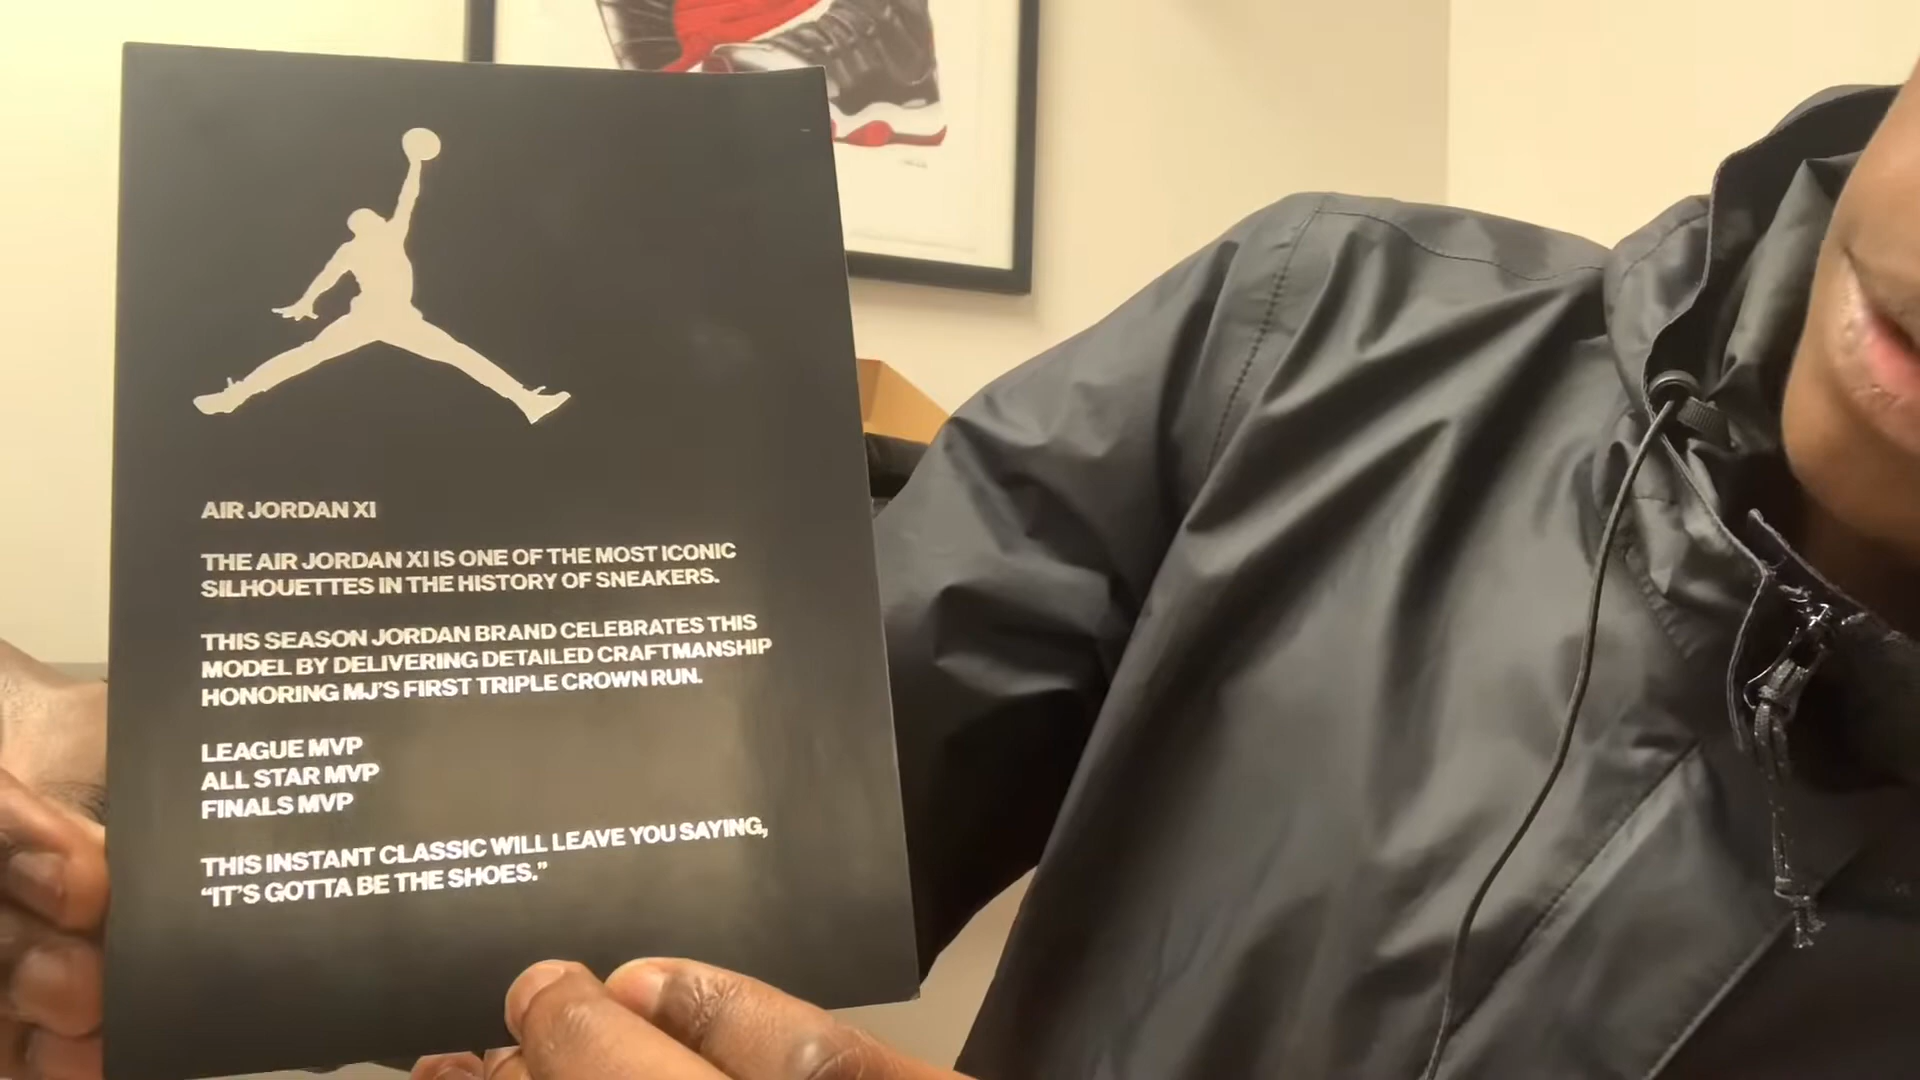 AIR JORDAN XI
THE AIR JORDAN XI IS ONE OF THE MOST ICONIC
SILHOUETTES IN THE HISTORY OF SNEAKERS.
THIS SEASON JORDAN BRAND CELEBRATES THIS
MODEL BY DELIVERING DETAILED CRAFTMANSHIP
HONORING MJ'S FIRST TRIPLE CROWN RUN.
LEAGUE MVP
ALL STAR MVP
FINALS MVP
THIS INSTANT CLASSIC WILL LEAVE YOU SAYING,
“IT'S GOTTA BE THE SHOES.”